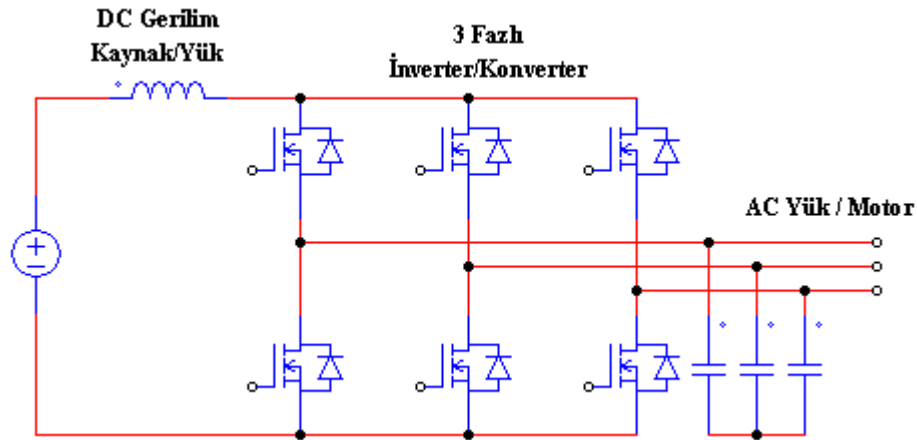 DC Gerilim
Kaynak/Yük
3 Fazlı
İnverter/Konverter
AC Yük / Motor